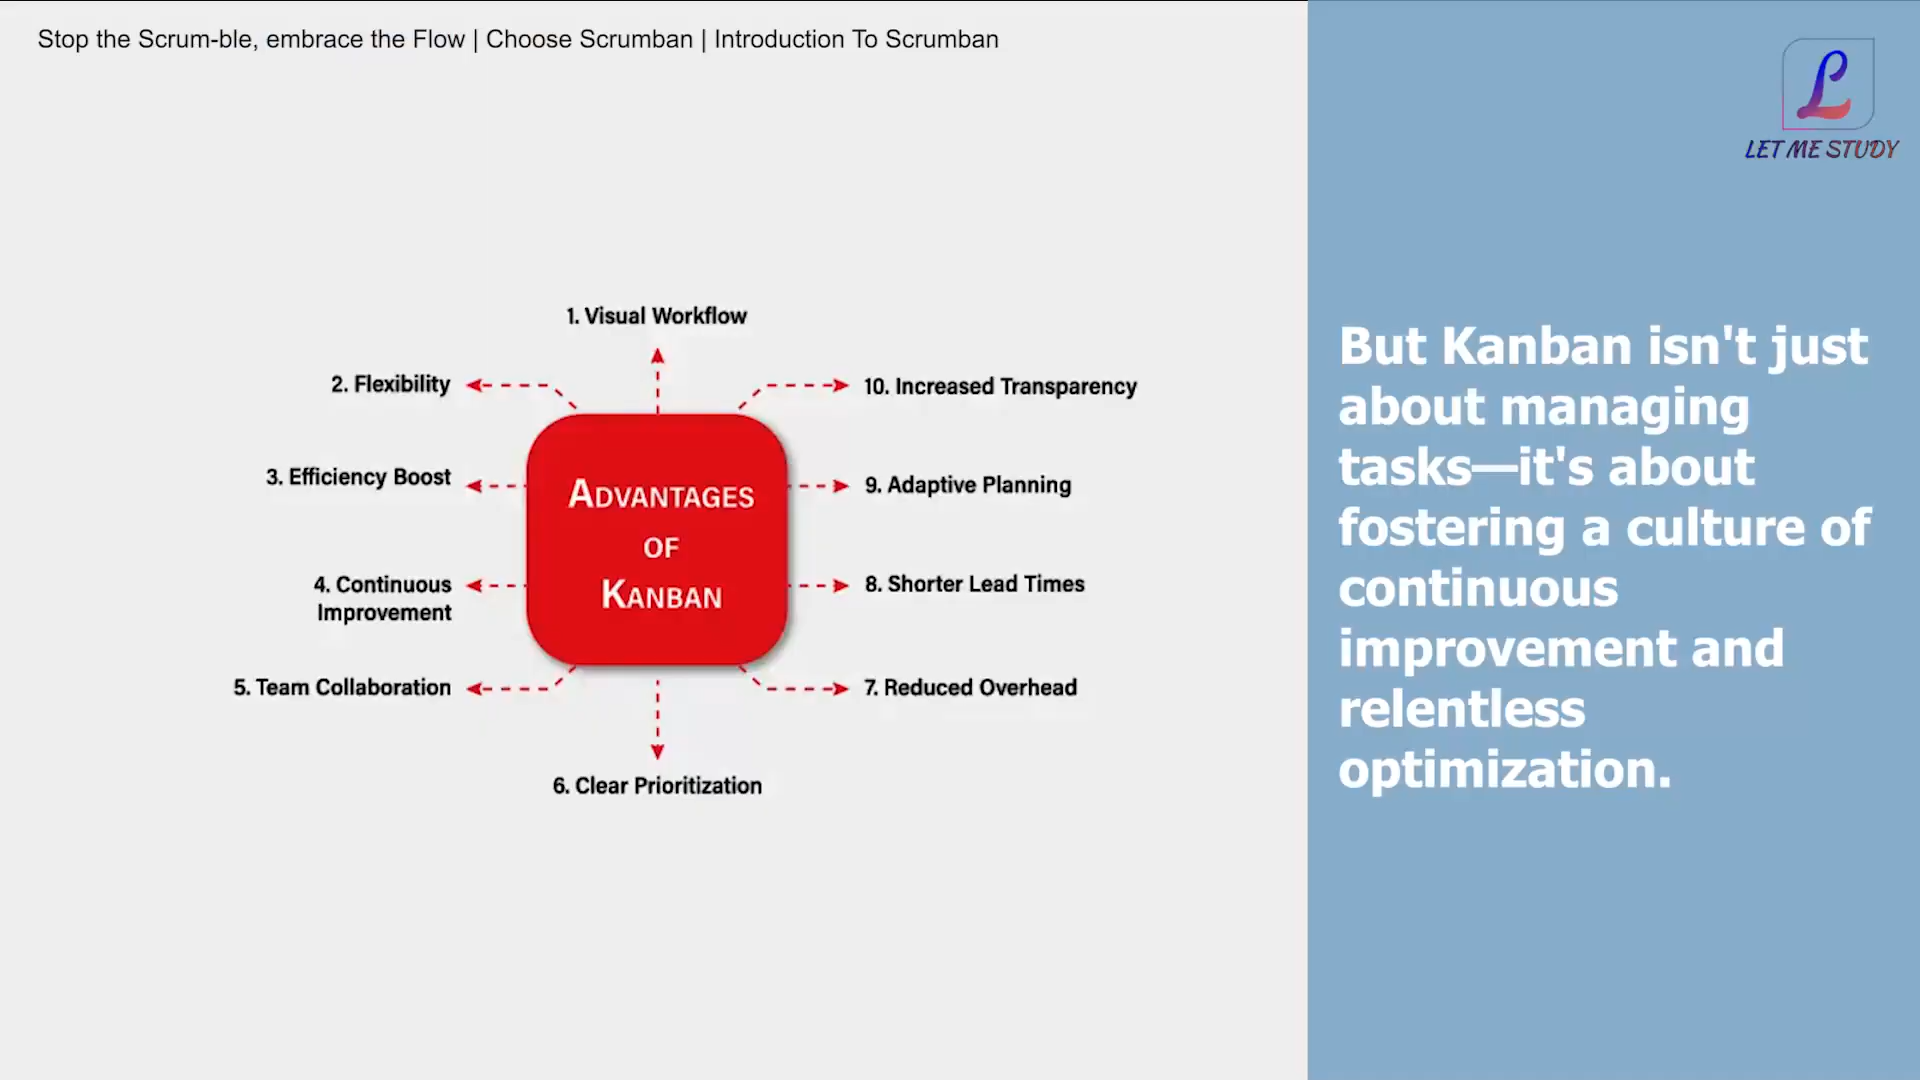 Stop the Scrum-ble, embrace the Flow | Choose Scrumban | Introduction To Scrumban
L
LET ME STUDY
1. Visual Workflow
2. Flexibility
3. Efficiency Boost
4. Continuous
Improvement
5. Team Collaboration
6. Clear Prioritization
7. Reduced Overhead
8. Shorter Lead Times
9. Adaptive Planning
10. Increased Transparency
ADVANTAGES
OF
KANBAN
But Kanban isn't just
about managing
tasks—it's about
fostering a culture of
continuous
improvement and
relentless
optimization.